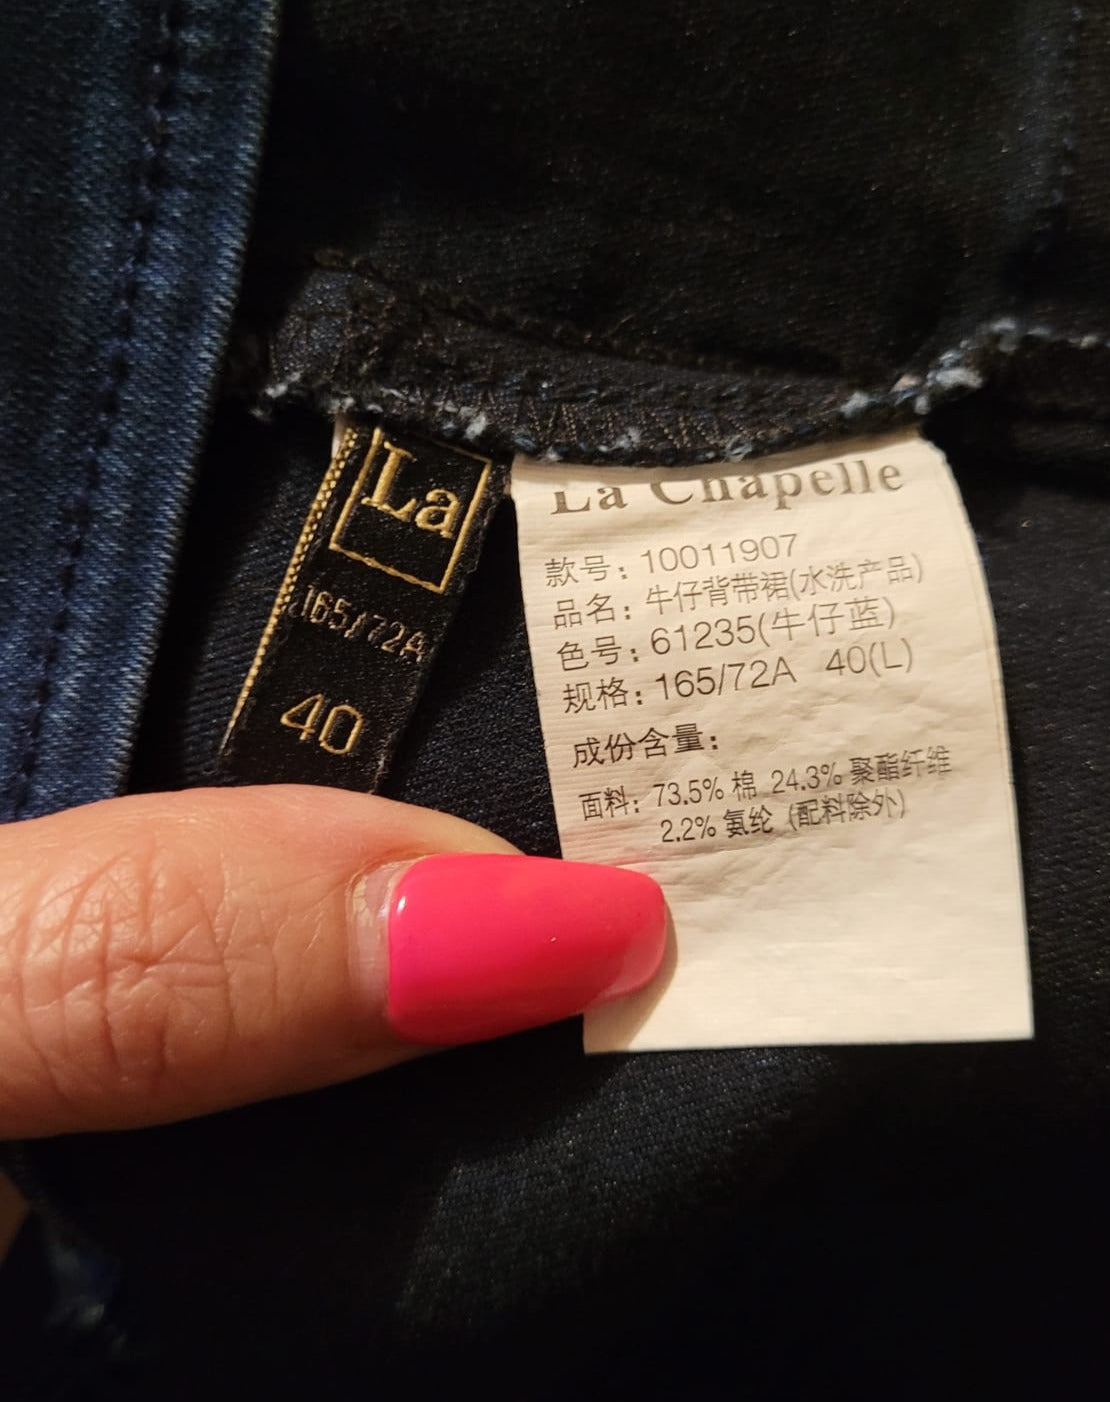 La
165/72A
40
La Chapelle
款号: 10011907
品名: 牛仔背带裙(水洗产品)
色号: 61235(牛仔蓝)
规格: 165/72A 40(L)
成份含量:
面料: 73.5% 棉 24.3% 聚酯纤维
2.2% 氨纶 (配料除外)